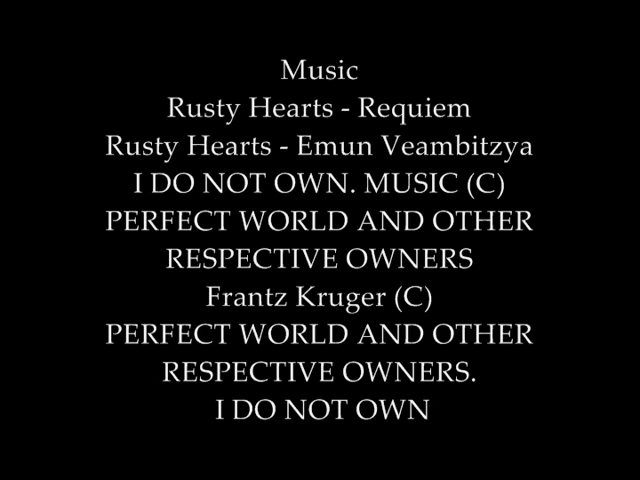 Music
Rusty Hearts - Requiem
Rusty Hearts - Emun Veambitzya
I DO NOT OWN. MUSIC (C)
PERFECT WORLD AND OTHER
RESPECTIVE OWNERS
Frantz Kruger (C)
PERFECT WORLD AND OTHER
RESPECTIVE OWNERS.
I DO NOT OWN